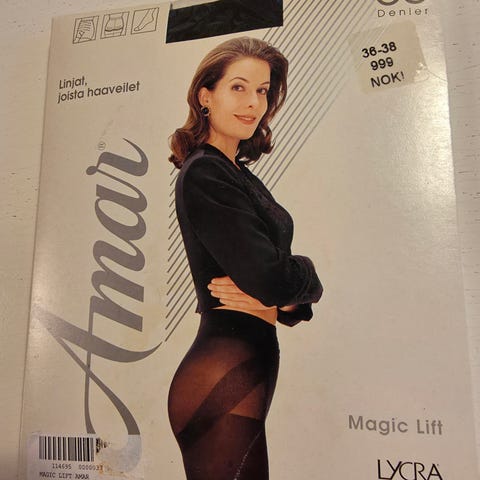 Denier
36-38
999
NOK!
Linjat,
joista haaveilet
Amar®
Magic Lift
LYCRA
MAGIC LIFT AMAR